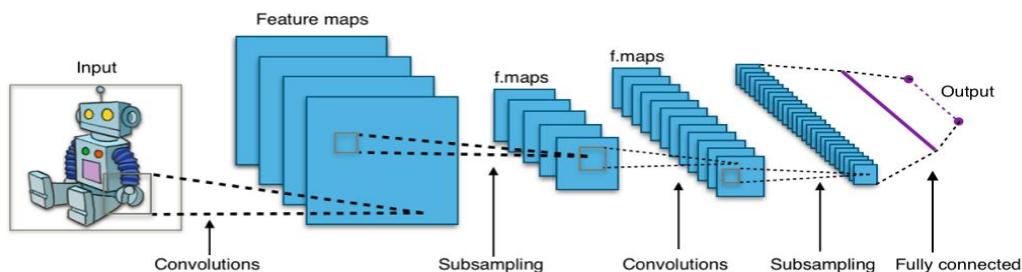 Feature maps
Input
f.maps
f.maps
Output
Convolutions
Subsampling
Convolutions
Subsampling
Fully connected